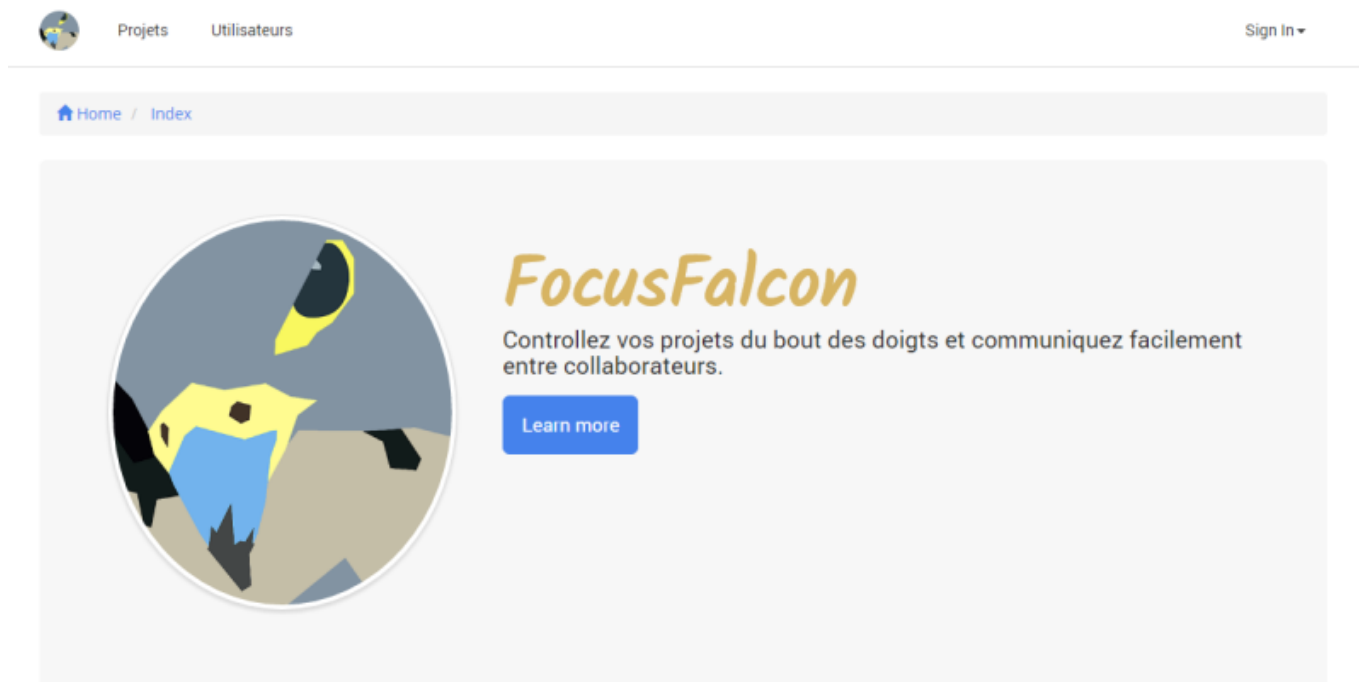 Projets Utilisateurs Sign In
Home / Index
FocusFalcon
Controllez vos projets du bout des doigts et communiquez facilement
entre collaborateurs.
Learn more